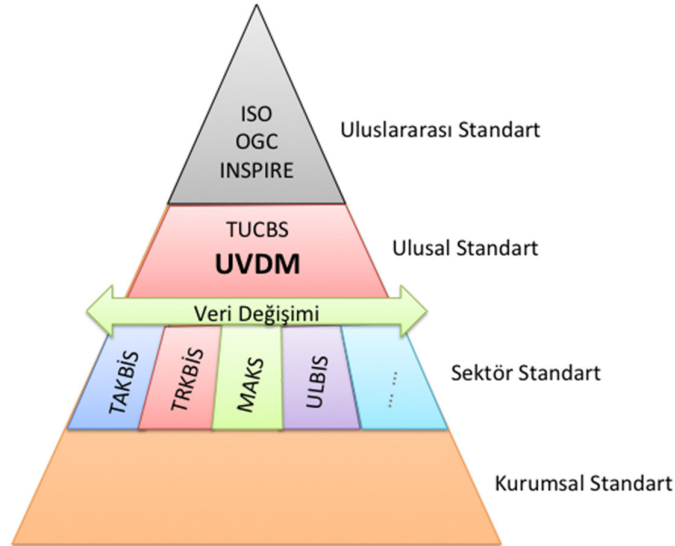 ISO
OGC
INSPIRE
Uluslararası Standart
TUCBS
UVDM
Ulusal Standart
Veri Değişimi
TAKBİS
TRKBİS
MAKS
ULBIS
.....
Sektör Standart
Kurumsal Standart